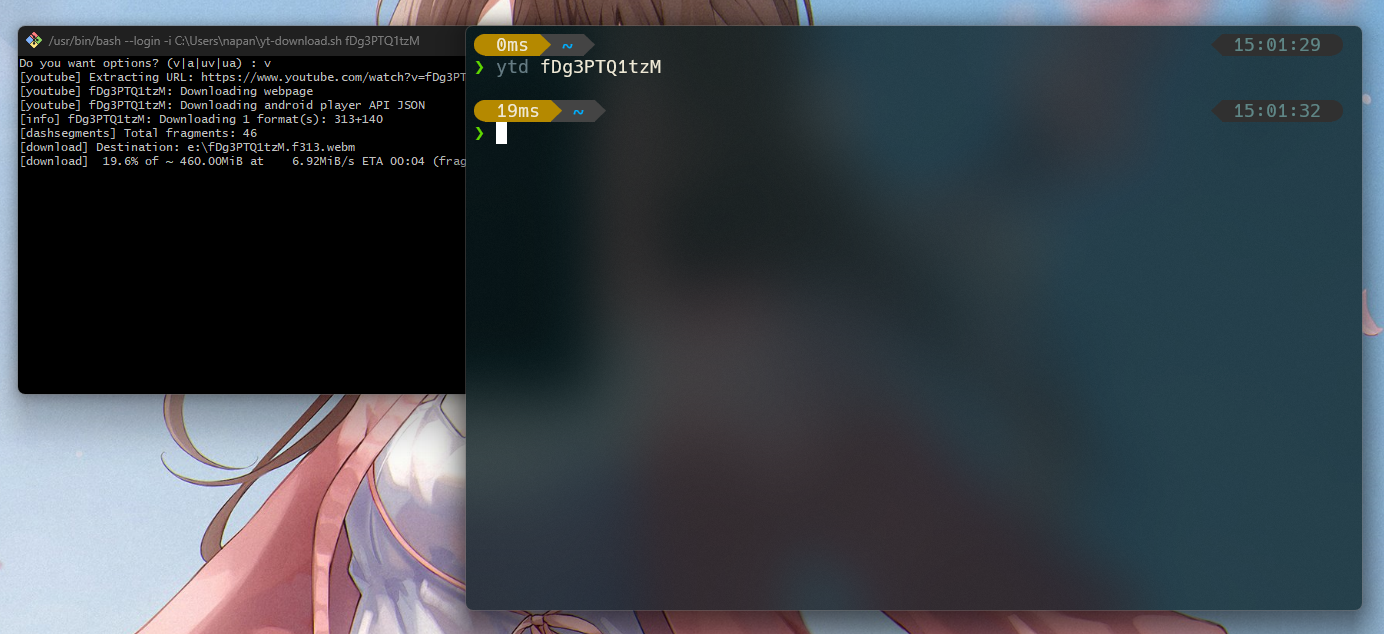 /usr/bin/bash --login -i C:\Users\napan\yt-download.sh fDg3PTQ1tzM
Do you want options? (v|a|uv|ua) : v
[youtube] Extracting URL: https://www.youtube.com/watch?v=fDg3PT
[youtube] fDg3PTQ1tzM: Downloading webpage
[youtube] fDg3PTQ1tzM: Downloading android player API JSON
[info] fDg3PTQ1tzM: Downloading 1 format(s): 313+140
[dashsegments] Total fragments: 46
[download] Destination: e:\fDg3PTQ1tzM.f313.webm
[download]  19.6% of ~ 460.00MiB at    6.92MiB/s ETA 00:04 (frag
0ms ~ 15:01:29
❯ ytd fDg3PTQ1tzM
19ms ~ 15:01:32
❯